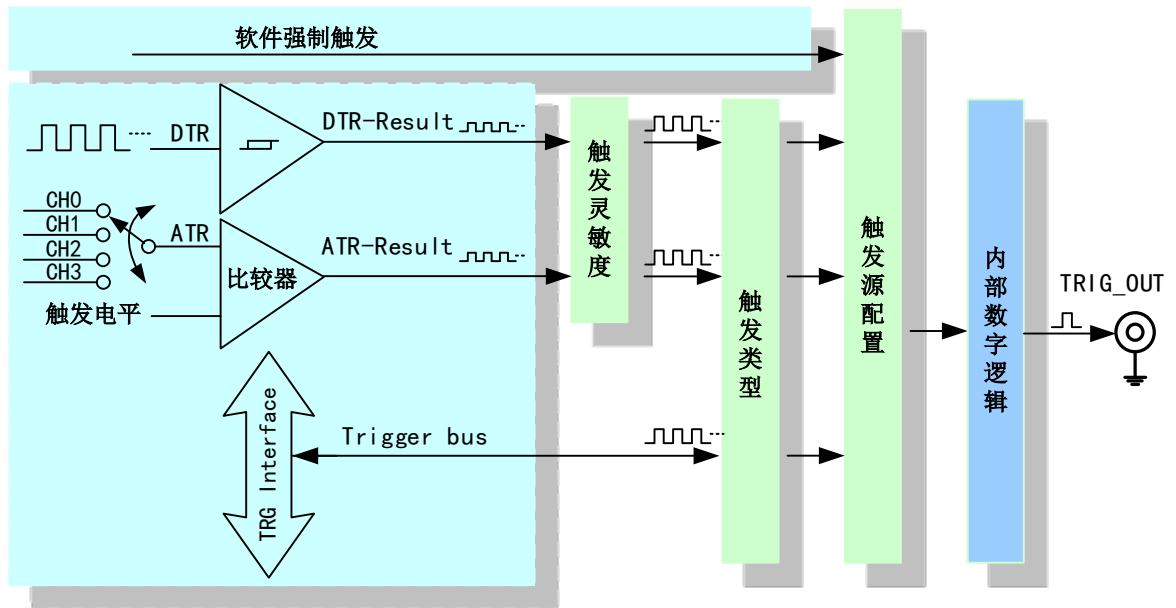 软件强制触发
DTR
DTR-Result
CH0
CH1
CH2
CH3
ATR
ATR-Result
比较器
触发电平
TRG Interface
Trigger bus
触发灵敏度
触发类型
触发源配置
内部数字逻辑
TRIG_OUT